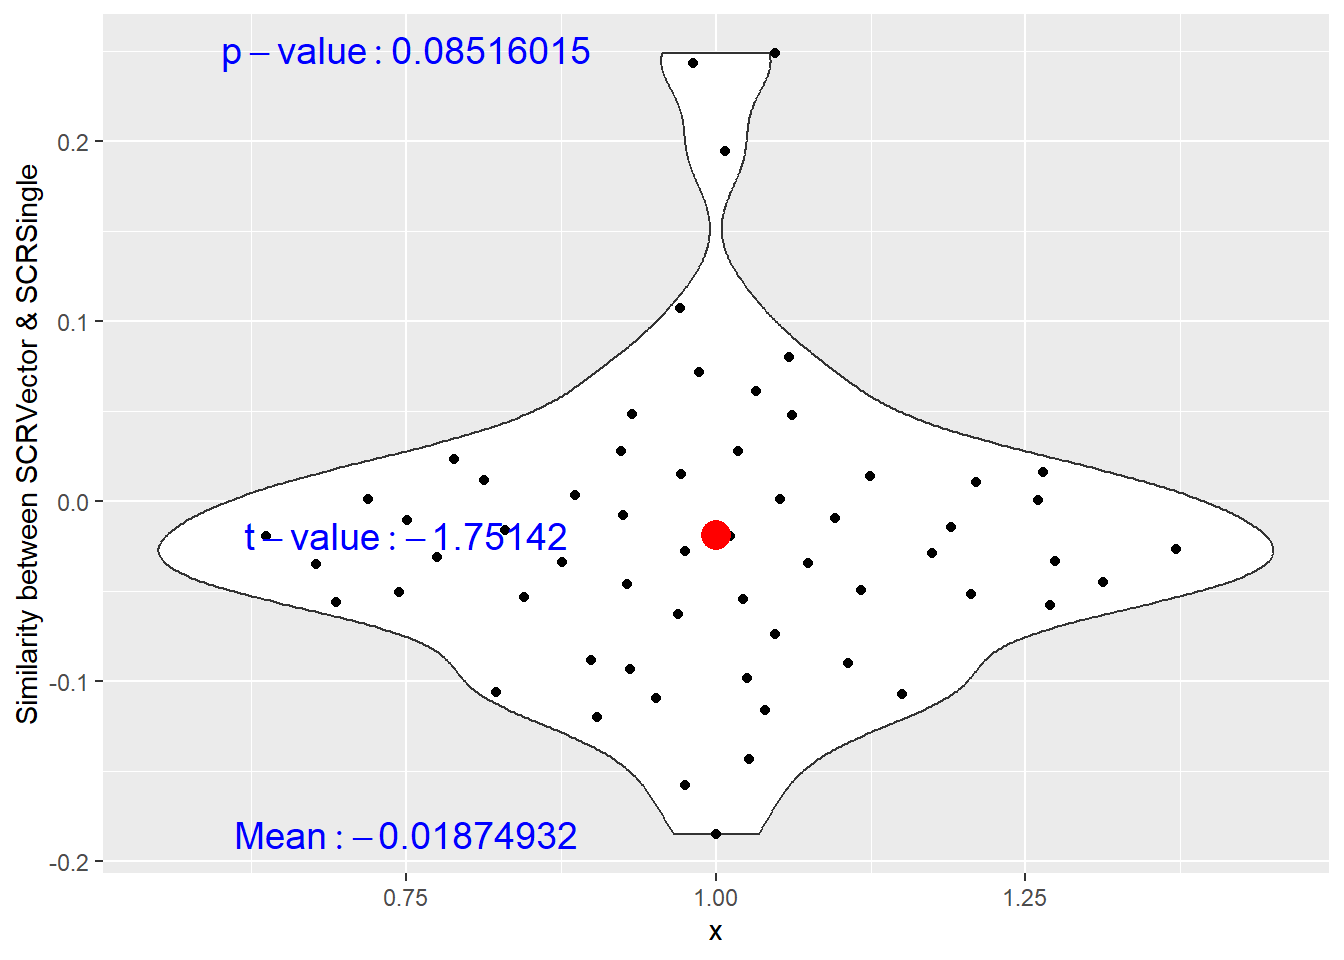 p − value : 0.08516015
0.2
0.1
0.0
t − value : −1.75142
-0.1
Mean : −0.01874932
-0.2
Similarity between SCRVector & SCRSingle
0.75 1.00 1.25
x